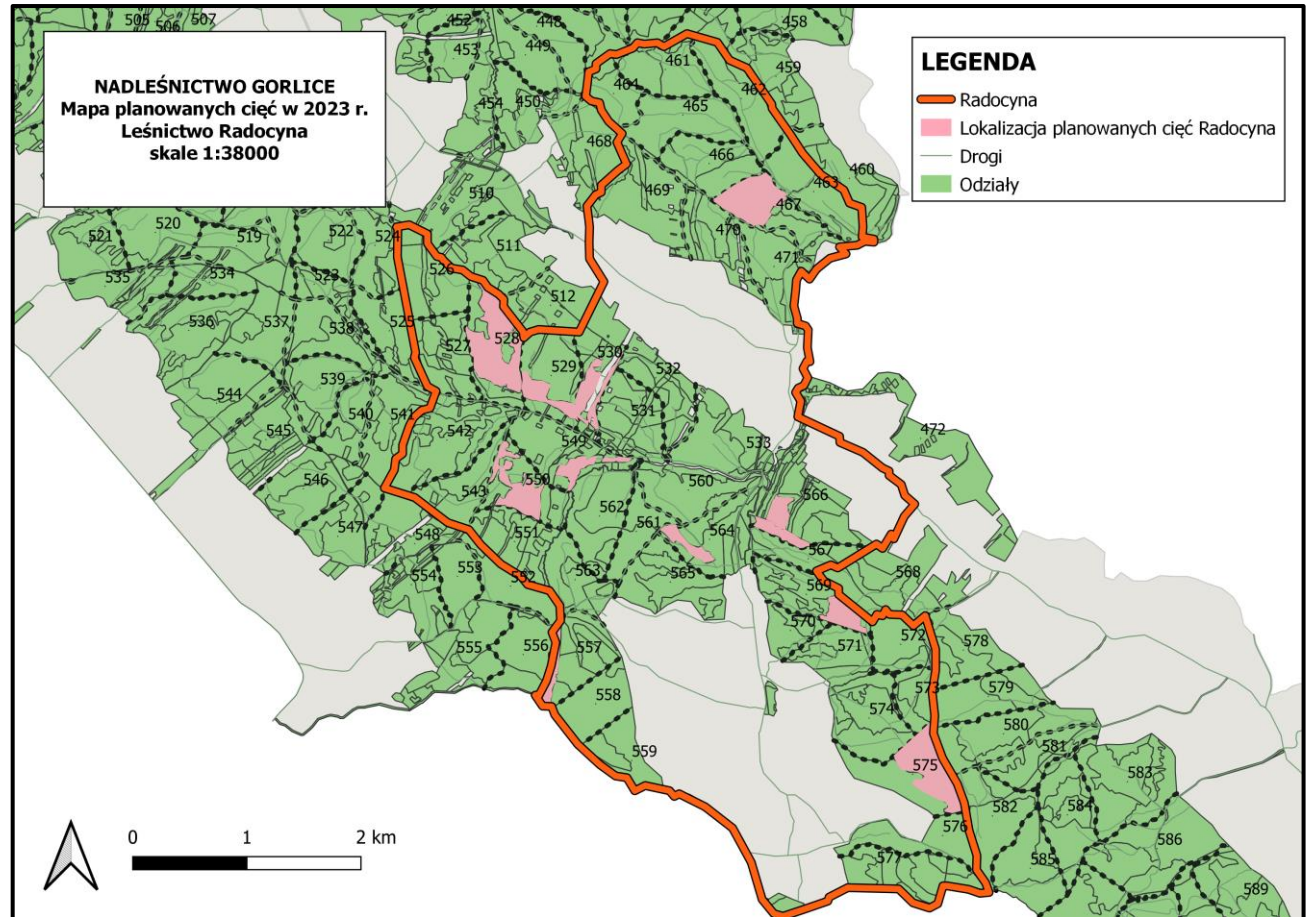 NADLEŚNICTWO GORLICE
Mapa planowanych cięć w 2023 r.
Leśnictwo Radocyna
skale 1:38000
LEGENDA
Radocyna
Lokalizacja planowanych cięć Radocyna
Drogi
Odziały
505 507
506
452 448 458
453 449 461 459
464 462
454 450 465
468 466 463 460
469 467
510 470
520 522 524 511 471
521 519
526
534 523 512
535
536 537 538 525 527 528 530
529 532
539
544 540 541 531
545 542 549 533 472
546 543 550 560
562 566
547 561 564
548 551 567
554 553 552 563 565 569 568
570
555 556 557 571 572 578
558 573 579
574
580
559 575 581 583
582 584
576
586
577 585
589
0 1 2 km